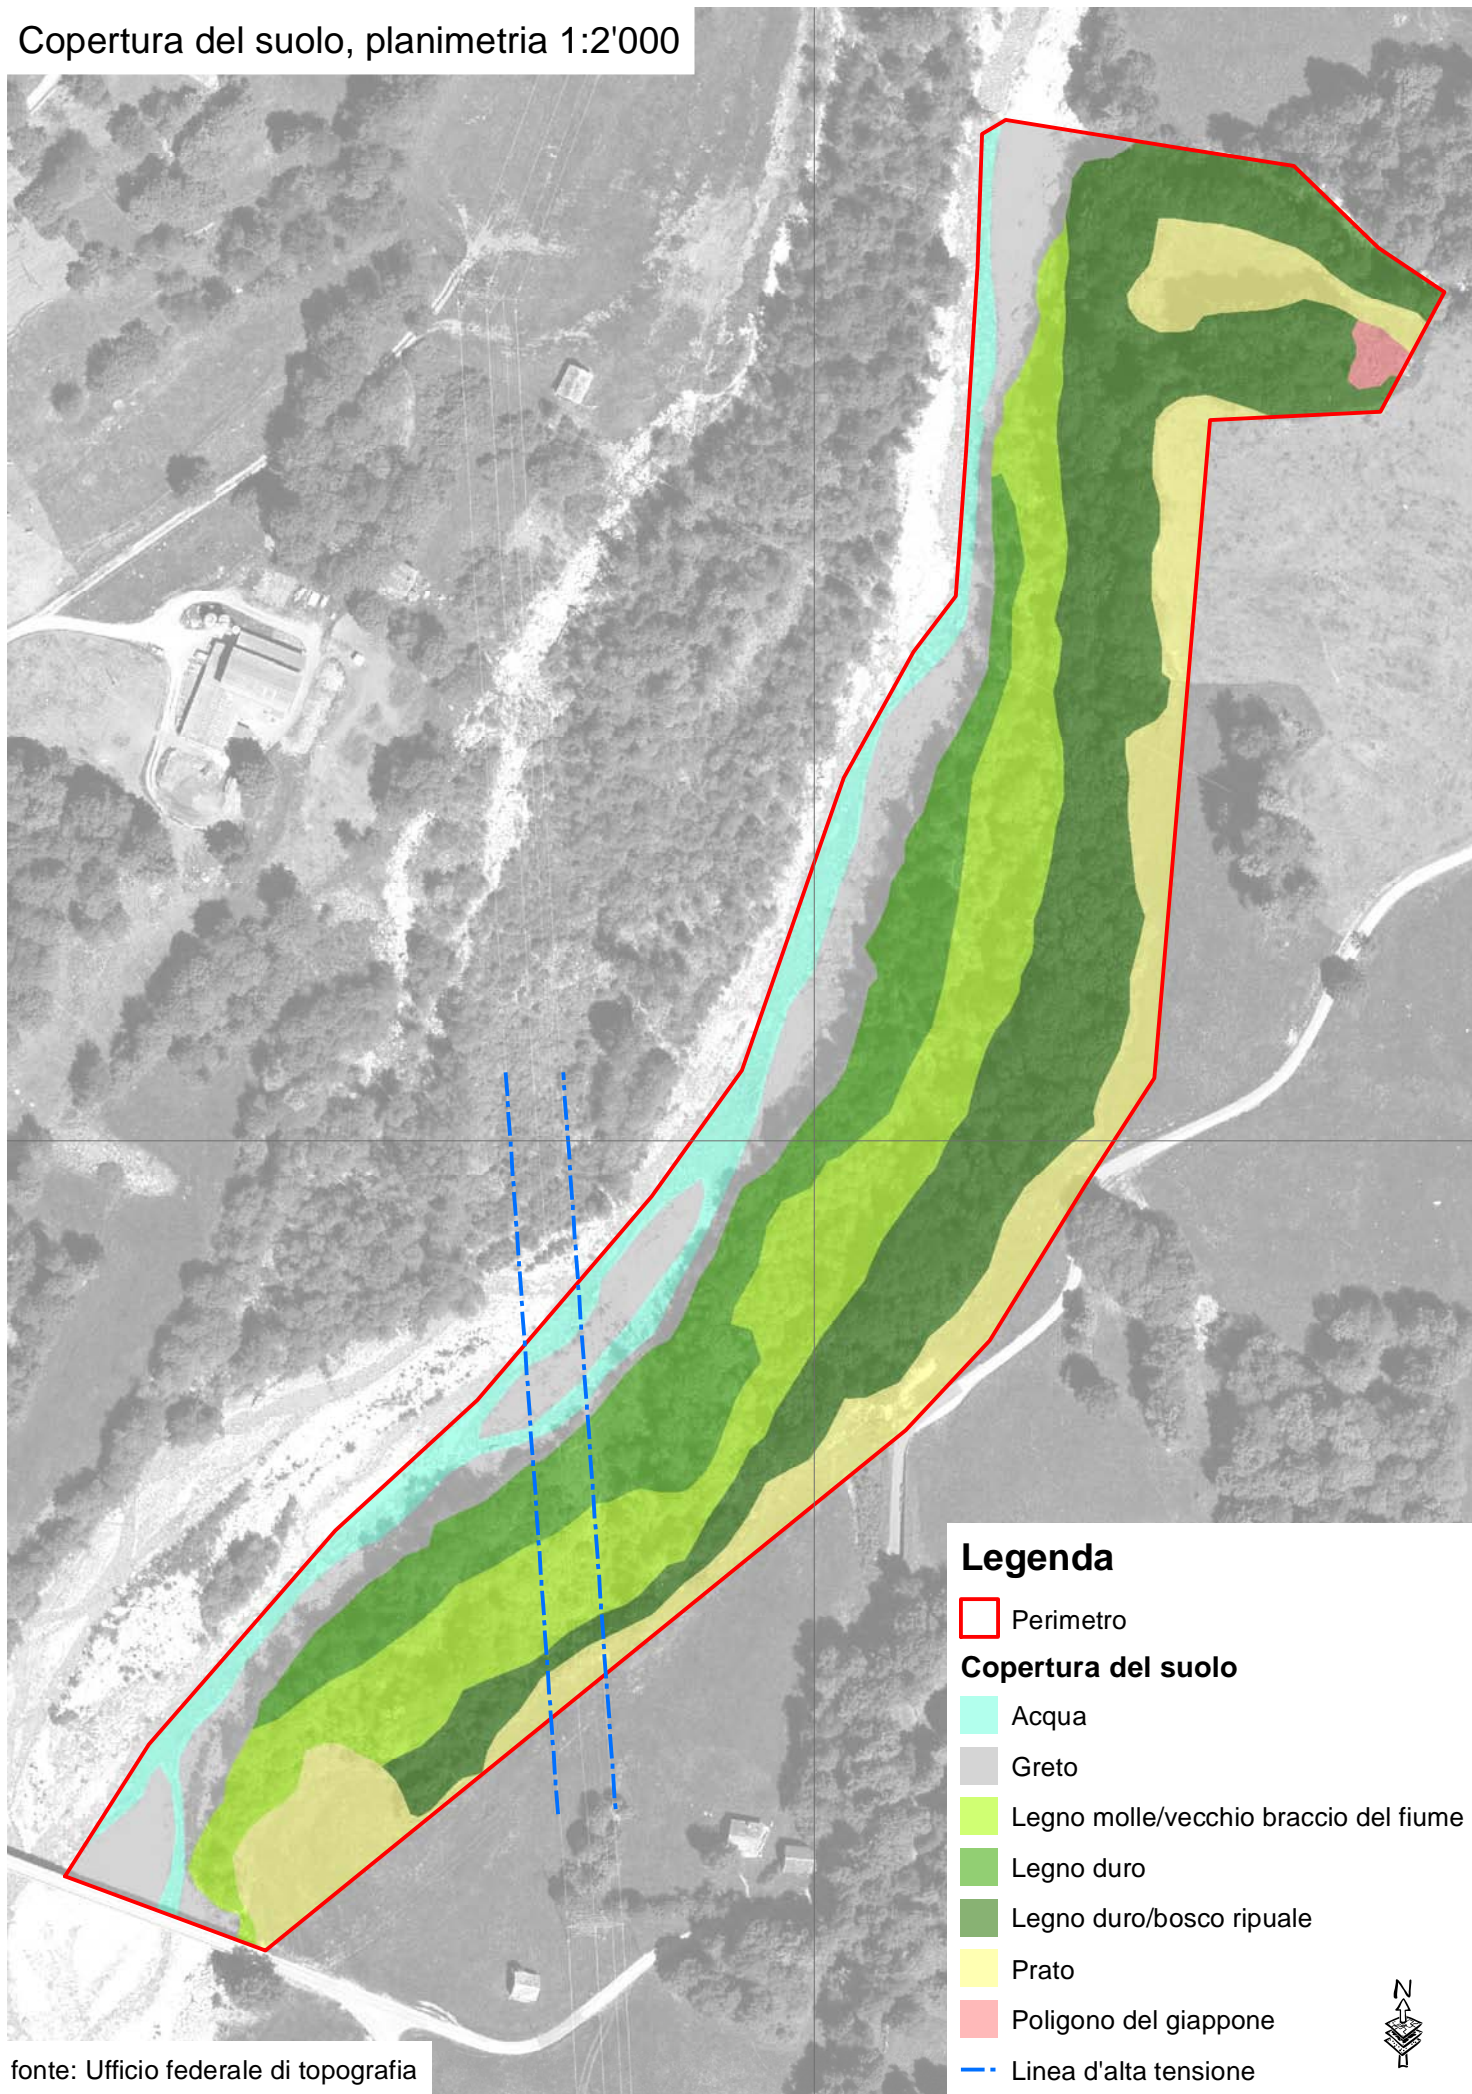 Copertura del suolo, planimetria 1:2'000
Legenda
Perimetro
Copertura del suolo
Acqua
Greto
Legno molle/vecchio braccio del fiume
Legno duro
Legno duro/bosco ripuale
Prato
Poligono del giappone
Linea d'alta tensione
N
fonte: Ufficio federale di topografia